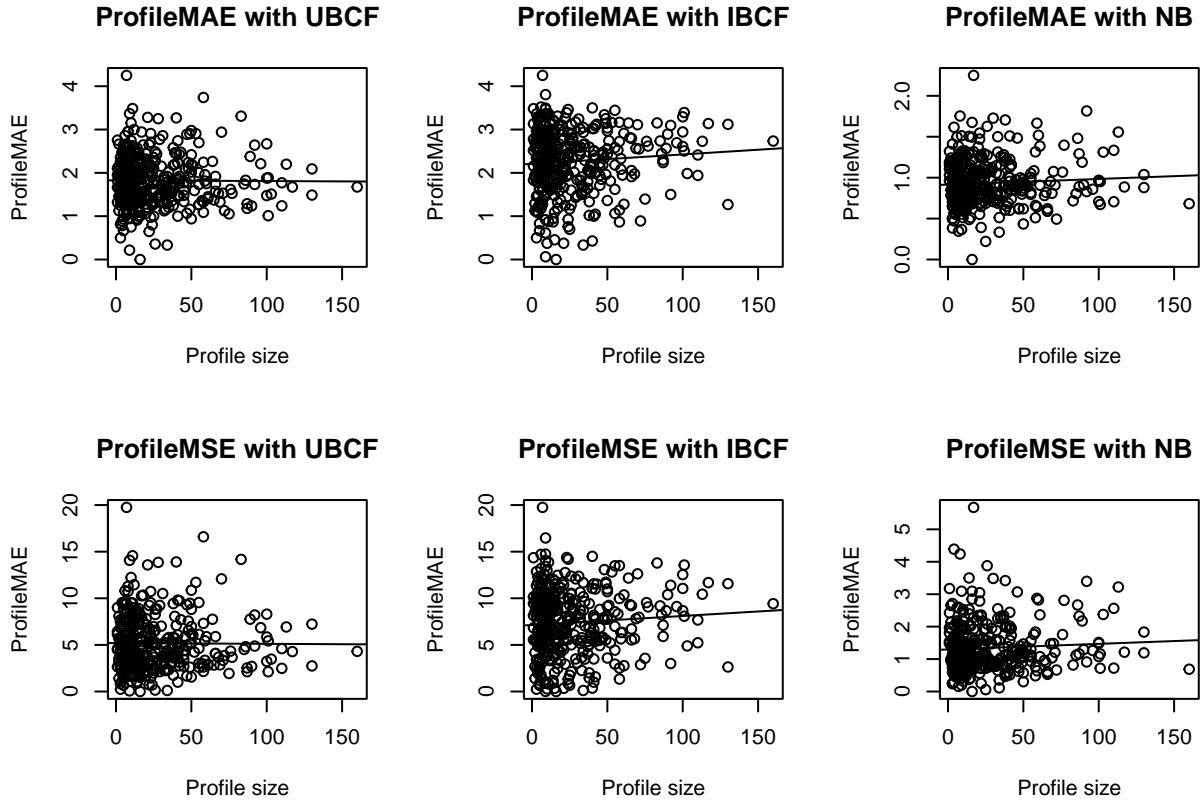 ProfileMAE with UBCF
ProfileMAE
0 1 2 3 4
0 50 100 150
Profile size
ProfileMAE with IBCF
ProfileMAE
0 1 2 3 4
0 50 100 150
Profile size
ProfileMAE with NB
ProfileMAE
0.0 1.0 2.0
0 50 100 150
Profile size
ProfileMSE with UBCF
ProfileMAE
0 5 10 15 20
0 50 100 150
Profile size
ProfileMSE with IBCF
ProfileMAE
0 5 10 15 20
0 50 100 150
Profile size
ProfileMSE with NB
ProfileMAE
0 1 2 3 4 5
0 50 100 150
Profile size